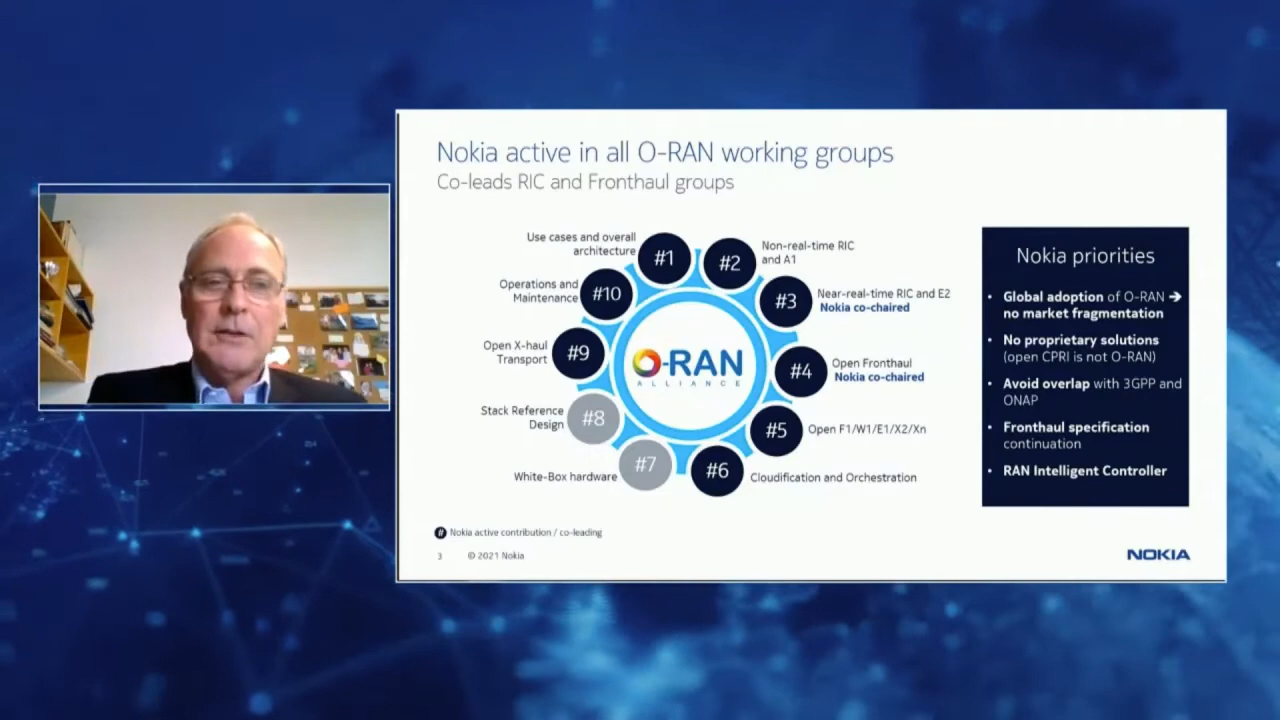 Nokia active in all O-RAN working groups
Co-leads RIC and Fronthaul groups
Use cases and overall
architecture
#1
#2
Non-real-time RIC
and A1
Operations and
Maintenance
#10
#3
Near-real-time RIC and E2
Nokia co-chaired
Open X-haul
Transport
#9
O-RAN
ALLIANCE
#4
Open Fronthaul
Nokia co-chaired
Stack Reference
Design
#8
#5
Open F1/W1/E1/X2/Xn
White-Box hardware
#7
#6
Cloudification and Orchestration
Nokia priorities
• Global adoption of O-RAN ➔
no market fragmentation
• No proprietary solutions
(open CPRI is not O-RAN)
• Avoid overlap with 3GPP and
ONAP
• Fronthaul specification
continuation
• RAN Intelligent Controller
# Nokia active contribution / co-leading
3 © 2021 Nokia
NOKIA